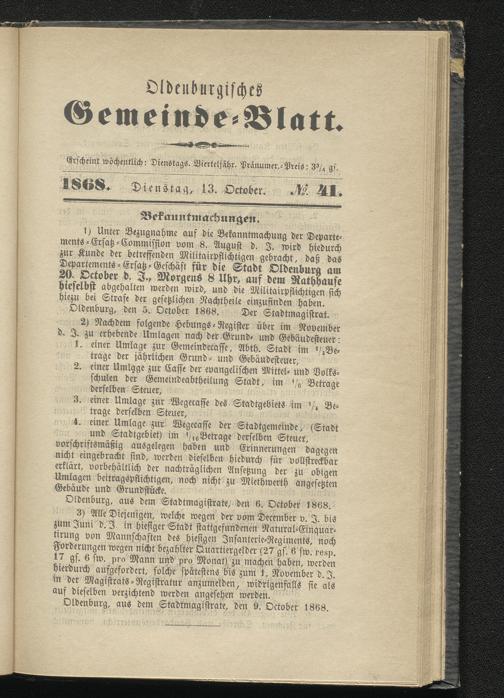 Oldenburgisches
Gemeinde-Blatt.
Erscheint wöchentlich: Dienstags. Vierteljähr. Pränumer.-Preis: 3¾ gs.
1868. Dienstag, 13. October. № 41.
Bekanntmachungen.
1) Unter Bezugnahme auf die Bekanntmachung der Departe-
ments-Ersatz-Commission vom 8. August d. J. wird hiedurch
zur Kunde der betreffenden Militairpflichtigen gebracht, daß das
Departements-Ersatz-Geschäft für die Stadt Oldenburg am
20. October d. J., Morgens 8 Uhr, auf dem Rathhause
hieselbst abgehalten werden wird, und die Militairpflichtigen sich
hiezu bei Strafe der gesetzlichen Nachtheile einzufinden haben.
Oldenburg, den 5. October 1868. Der Stadtmagistrat.
2) Nachdem folgende Hebungs-Register über im November
d. J. zu erhebende Umlagen nach der Grund- und Gebäudesteuer:
1. einer Umlage zur Gemeindecasse, Abth. Stadt im Be-
trage der jährlichen Grund- und Gebäudesteuer,
2. einer Umlage zur Casse der evangelischen Mittel- und Volks-
schulen der Gemeindeabtheilung Stadt, im Betrage
derselben Steuer,
3. einer Umlage zur Wegecasse des Stadtgebiets im Be-
trage derselben Steuer,
4. einer Umlage zur Wegecasse der Stadtgemeinde, (Stadt
und Stadtgebiet) im 1/16 Betrage derselben Steuer,
vorschriftsmäßig ausgelegen haben und Erinnerungen dagegen
nicht eingebracht sind, werden dieselben hiedurch für vollstreckbar
erklärt, vorbehältlich der nachträglichen Ansetzung der zu obigen
Umlagen beitragspflichtigen, noch nicht zu Miethwerth angesetzten
Gebäude und Grundstücke.
Oldenburg, aus dem Stadtmagistrate, den 6. October 1868.
3) Alle Diejenigen, welche wegen der vom December v. J. bis
zum Juni d. J. in hiesiger Stadt stattgefundenen Natural-Einquar-
tirung von Mannschaften des hiesigen Infanterie-Regiments, noch
Forderungen wegen nicht bezahlter Quartiergelder (27 gs. 6 sw. resp.
17 gs. 6 sw. pro Mann und pro Monat) zu machen haben, werden
hierdurch aufgefordert, solche spätestens bis zum 1. November d. J.
in der Magistrats-Registratur anzumelden, widrigenfalls sie als
auf dieselben verzichtend werden angesehen werden.
Oldenburg, aus dem Stadtmagistrate, den 9. October 1868.